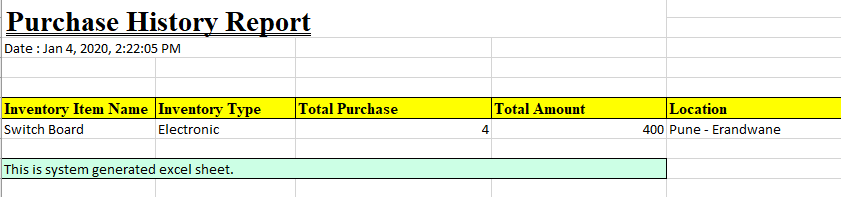 Purchase History Report
Date : Jan 4, 2020, 2:22:05 PM
Inventory Item Name Inventory Type Total Purchase Total Amount Location
Switch Board Electronic 4 400 Pune - Erandwane
This is system generated excel sheet.